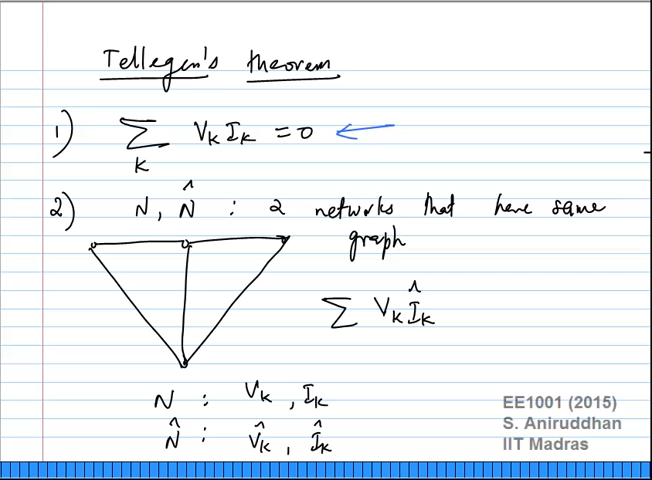 Tellegen's theorem
1) ∑ V_K I_K = 0
K
2) N, N̂ : 2 networks that have same
graph
∑ V_K Î_K
N : V_K , I_K
N̂ : V̂_K , Î_K
EE1001 (2015)
S. Aniruddhan
IIT Madras